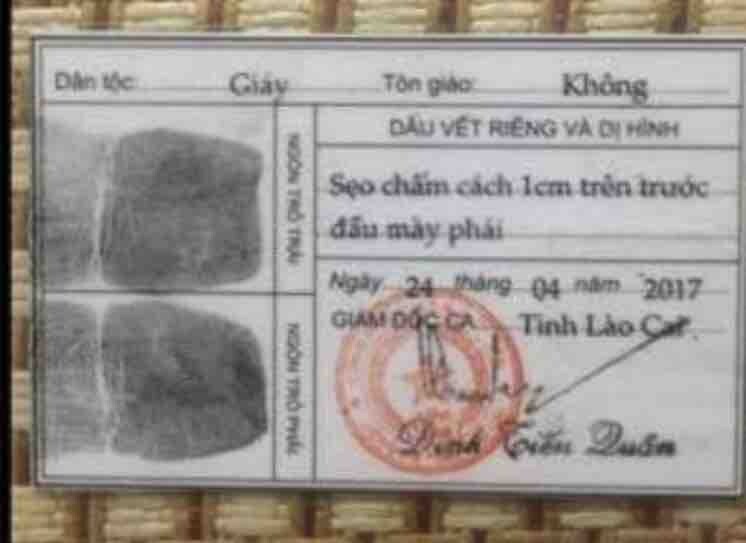 Dân tộc: Giáy Tôn giáo: Không
NGÓN TRỎ TRÁI
DẤU VẾT RIÊNG VÀ DỊ HÌNH
Sẹo chấm cách 1cm trên trước
đầu mày phải
Ngày 24 tháng 04 năm 2017
GIÁM ĐỐC CA Tỉnh Lào Cai
NGÓN TRỎ PHẢI
Đinh Tiến Quân